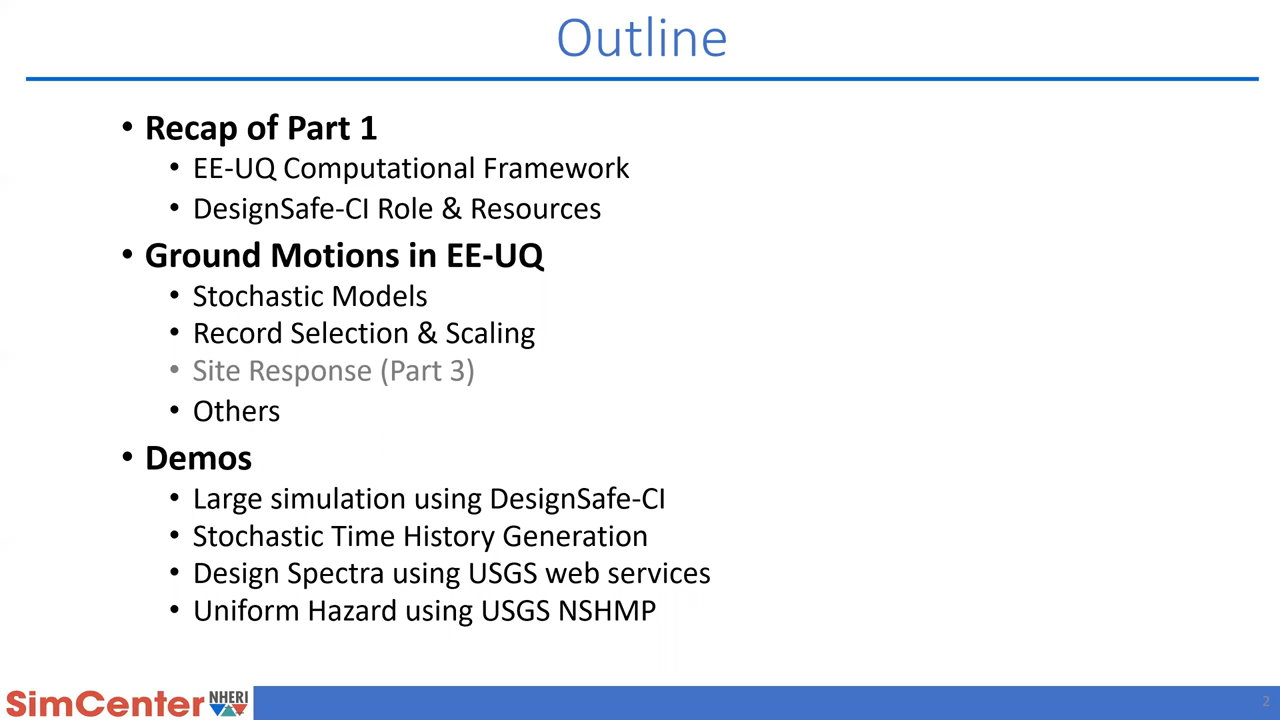 Outline
• Recap of Part 1
• EE-UQ Computational Framework
• DesignSafe-CI Role & Resources
• Ground Motions in EE-UQ
• Stochastic Models
• Record Selection & Scaling
• Site Response (Part 3)
• Others
• Demos
• Large simulation using DesignSafe-CI
• Stochastic Time History Generation
• Design Spectra using USGS web services
• Uniform Hazard using USGS NSHMP
SimCenter NHERI
2